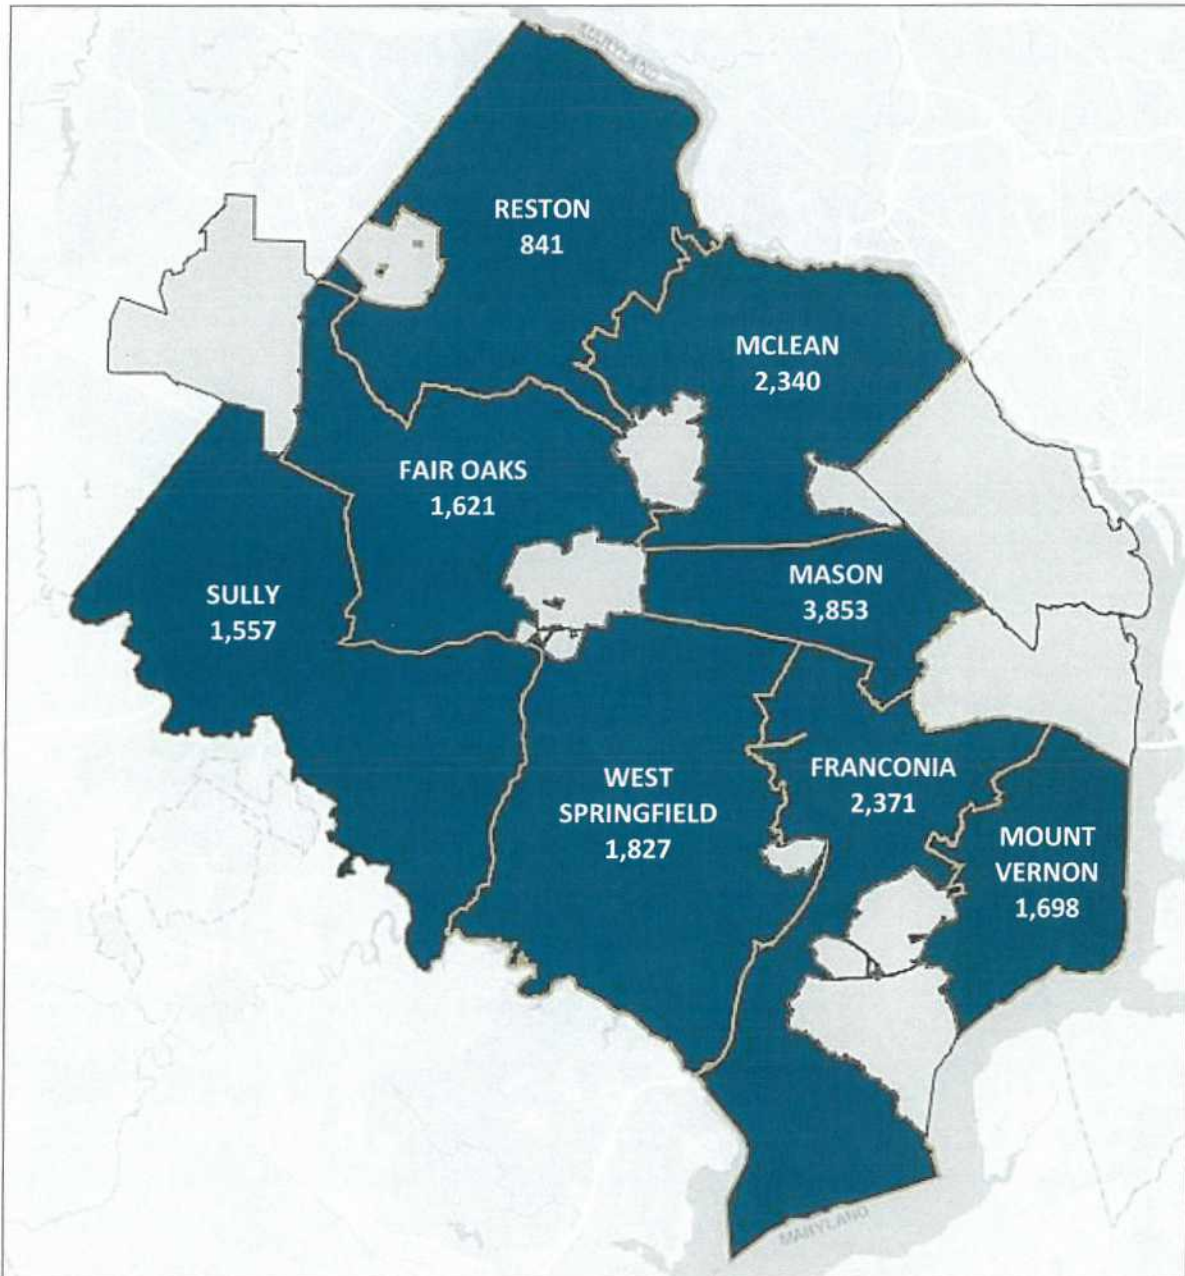 MARYLAND
RESTON
841
MCLEAN
2,340
FAIR OAKS
1,621
MASON
3,853
SULLY
1,557
WEST
SPRINGFIELD
1,827
FRANCONIA
2,371
MOUNT
VERNON
1,698
MARYLAND